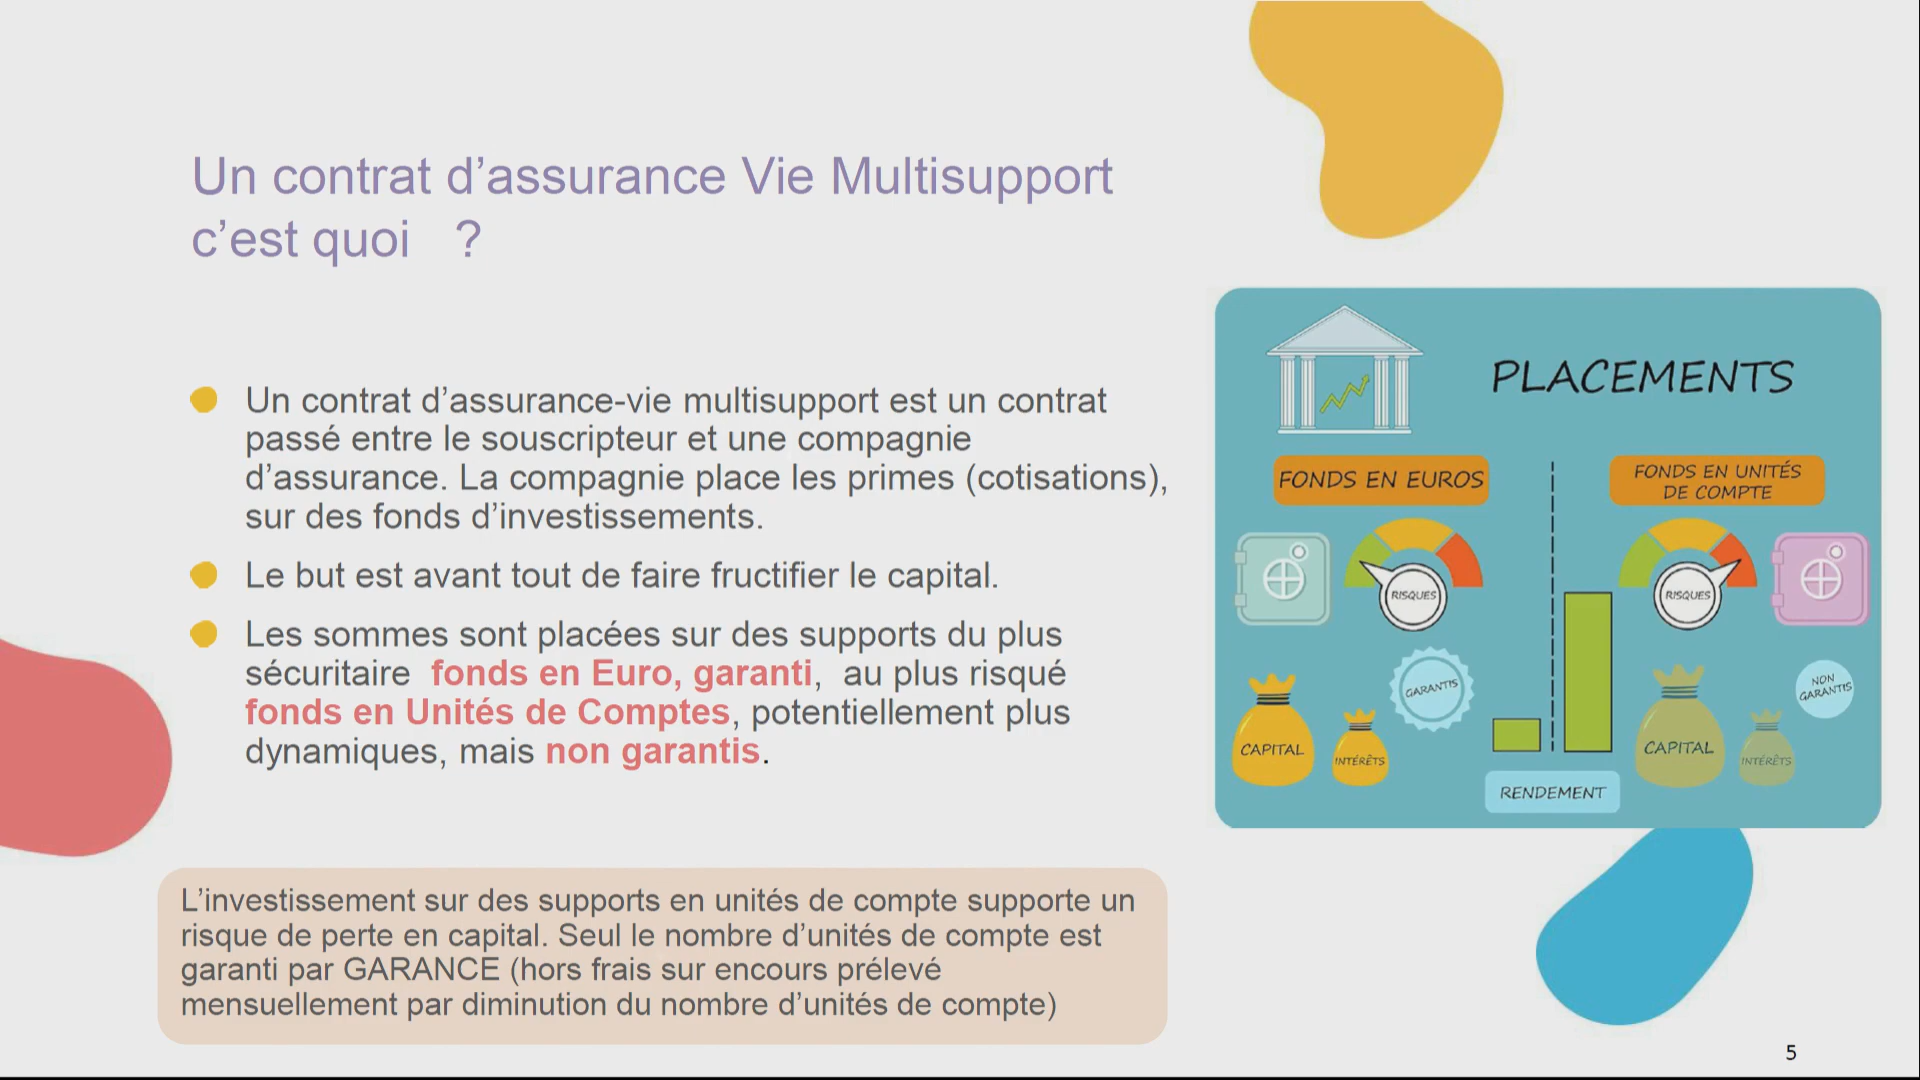 Un contrat d’assurance Vie Multisupport
c’est quoi ?
Un contrat d’assurance-vie multisupport est un contrat
passé entre le souscripteur et une compagnie
d’assurance. La compagnie place les primes (cotisations),
sur des fonds d’investissements.
Le but est avant tout de faire fructifier le capital.
Les sommes sont placées sur des supports du plus
sécuritaire fonds en Euro, garanti, au plus risqué
fonds en Unités de Comptes, potentiellement plus
dynamiques, mais non garantis.
L’investissement sur des supports en unités de compte supporte un
risque de perte en capital. Seul le nombre d’unités de compte est
garanti par GARANCE (hors frais sur encours prélevé
mensuellement par diminution du nombre d’unités de compte)
PLACEMENTS
FONDS EN EUROS
RISQUES
GARANTIS
CAPITAL
INTÉRÊTS
FONDS EN UNITÉS
DE COMPTE
RISQUES
NON
GARANTIS
CAPITAL
INTÉRÊTS
RENDEMENT
5